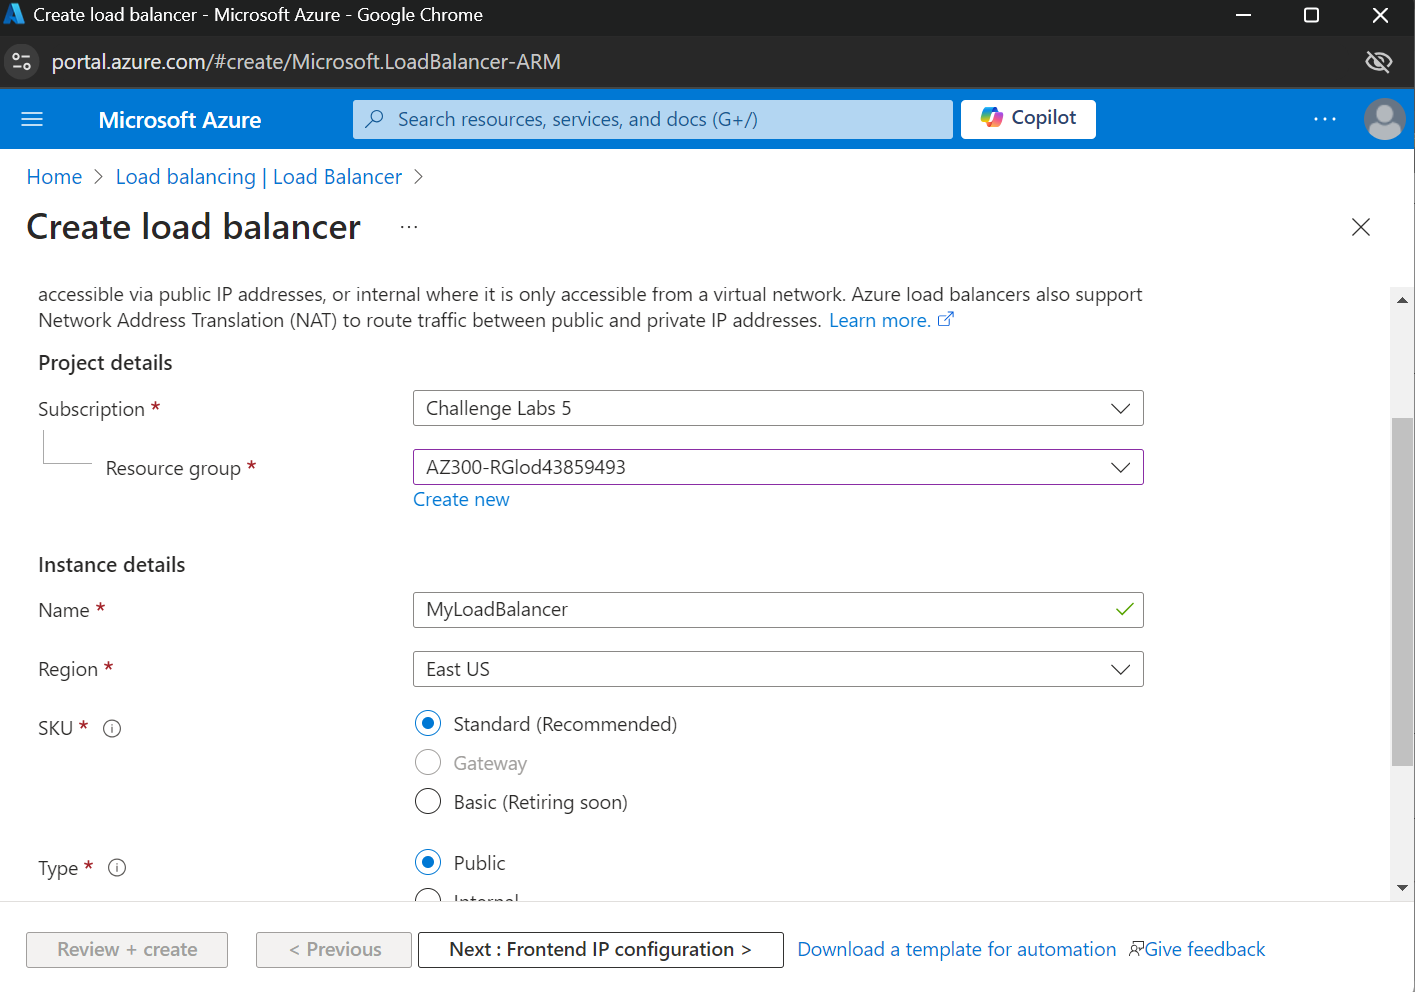 Create load balancer - Microsoft Azure - Google Chrome
portal.azure.com/#create/Microsoft.LoadBalancer-ARM
Microsoft Azure
Search resources, services, and docs (G+/)
Copilot
...
Home > Load balancing | Load Balancer >
Create load balancer ...
accessible via public IP addresses, or internal where it is only accessible from a virtual network. Azure load balancers also support
Network Address Translation (NAT) to route traffic between public and private IP addresses. Learn more.
Project details
Subscription *
Challenge Labs 5
Resource group *
AZ300-RGlod43859493
Create new
Instance details
Name *
MyLoadBalancer
Region *
East US
SKU *
Standard (Recommended)
Gateway
Basic (Retiring soon)
Type *
Public
Internal
Review + create
< Previous
Next : Frontend IP configuration >
Download a template for automation
Give feedback